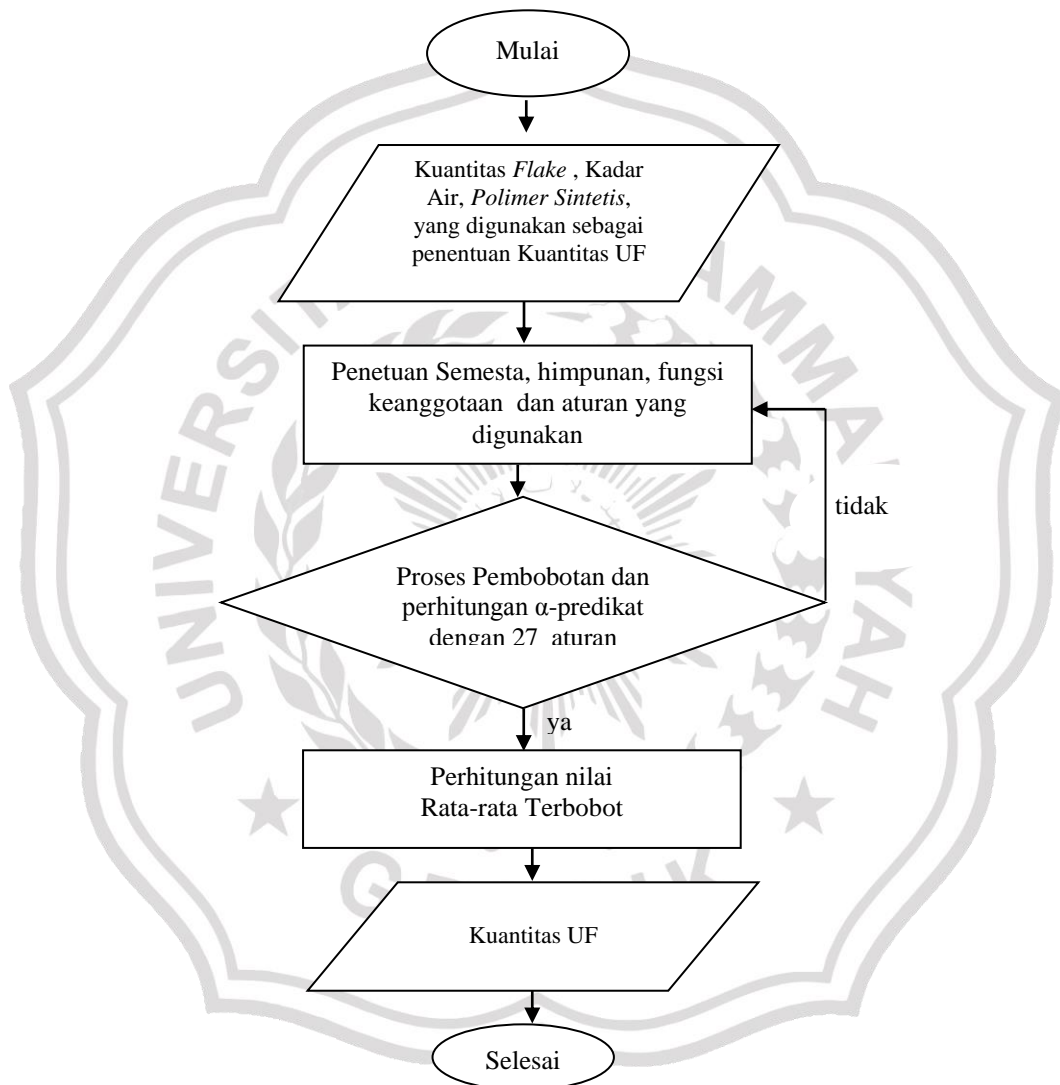 Mulai
Kuantitas Flake , Kadar
Air, Polimer Sintetis,
yang digunakan sebagai
penentuan Kuantitas UF
Penetuan Semesta, himpunan, fungsi
keanggotaan dan aturan yang
digunakan
tidak
Proses Pembobotan dan
perhitungan α-predikat
dengan 27 aturan
ya
Perhitungan nilai
Rata-rata Terbobot
Kuantitas UF
Selesai